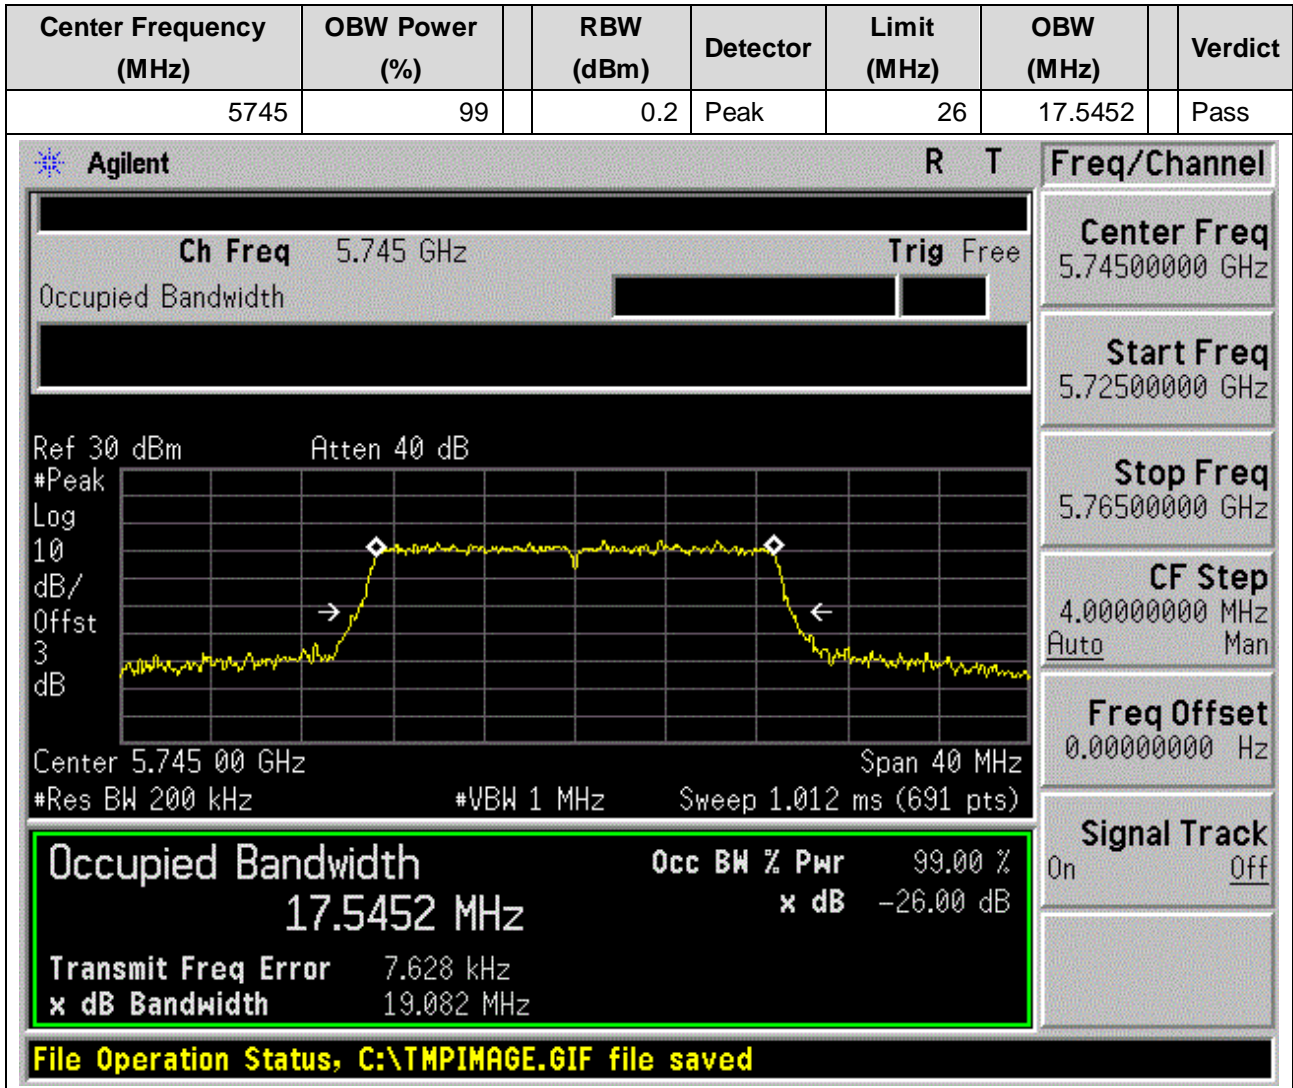 Center Frequency (MHz) OBW Power (%) RBW (dBm) Detector Limit (MHz) OBW (MHz) Verdict
5745 99 0.2 Peak 26 17.5452 Pass
Agilent R T Freq/Channel
Ch Freq 5.745 GHz Trig Free
Occupied Bandwidth
Center Freq
5.74500000 GHz
Start Freq
5.72500000 GHz
Stop Freq
5.76500000 GHz
CF Step
4.00000000 MHz
Auto Man
Freq Offset
0.00000000 Hz
Signal Track
On Off
Ref 30 dBm Atten 40 dB
#Peak
Log
10
dB/
Offst
3
dB
Center 5.745 00 GHz Span 40 MHz
#Res BW 200 kHz #VBW 1 MHz Sweep 1.012 ms (691 pts)
Occupied Bandwidth Occ BW % Pwr 99.00 %
17.5452 MHz x dB -26.00 dB
Transmit Freq Error 7.628 kHz
x dB Bandwidth 19.082 MHz
File Operation Status, C:\TMPIMAGE.GIF file saved